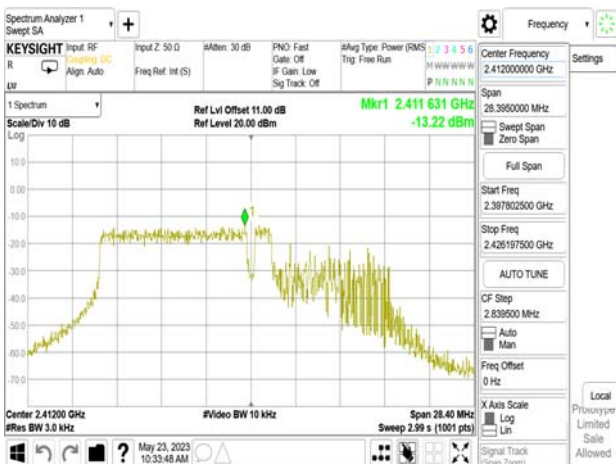 Spectrum Analyzer 1
Swept SA
+
Frequency
KEYSIGHT
R
Input: RF
Coupling: DC
Align: Auto
Input Z: 50 Ω
Freq Ref: Int (S)
#Atten: 30 dB
PNO: Fast
Gate: Off
IF Gain: Low
Sig Track: Off
#Avg Type: Power (RMS
Trig: Free Run
1 2 3 4 5 6
M W W W W W
P N N N N N
1 Spectrum
Scale/Div 10 dB
Log
Ref Lvl Offset 11.00 dB
Ref Level 20.00 dBm
Mkr1 2.411 631 GHz
-13.22 dBm
10.0
0.00
-10.0
-20.0
-30.0
-40.0
-50.0
-60.0
-70.0
1
Center 2.41200 GHz
#Res BW 3.0 kHz
#Video BW 10 kHz
Span 28.40 MHz
Sweep 2.99 s (1001 pts)
Center Frequency
2.412000000 GHz
Span
28.3950000 MHz
Swept Span
Zero Span
Full Span
Start Freq
2.397802500 GHz
Stop Freq
2.426197500 GHz
AUTO TUNE
CF Step
2.839500 MHz
Auto
Man
Freq Offset
0 Hz
X Axis Scale
Log
Lin
Signal Track
(Span Zoom)
Settings
Local
Prototype
Limited
Sale
Allowed
?
May 23, 2023
10:33:48 AM